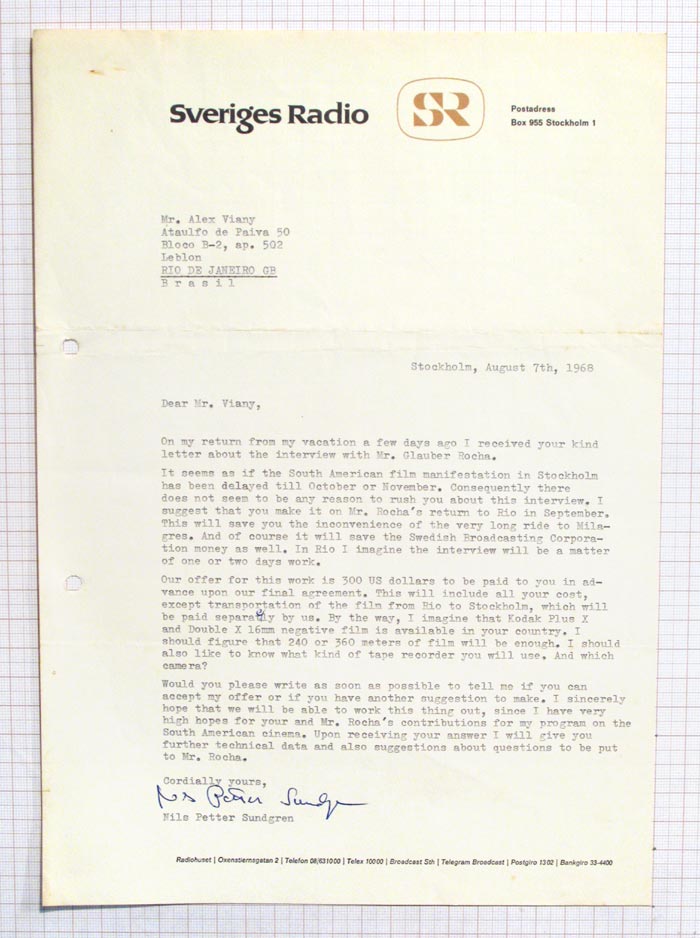 Sveriges Radio
SR
Postadress
Box 955 Stockholm 1
Mr. Alex Viany
Ataulfo de Paiva 50
Bloco B-2, ap. 502
Leblon
RIO DE JANEIRO GB
B r a s i l
Stockholm, August 7th, 1968
Dear Mr. Viany,
On my return from my vacation a few days ago I received your kind
letter about the interview with Mr. Glauber Rocha.
It seems as if the South American film manifestation in Stockholm
has been delayed till October or November. Consequently there
does not seem to be any reason to rush you about this interview. I
suggest that you make it on Mr. Rocha's return to Rio in September.
This will save you the inconvenience of the very long ride to Mila-
gres. And of course it will save the Swedish Broadcasting Corpora-
tion money as well. In Rio I imagine the interview will be a matter
of one or two days work.
Our offer for this work is 300 US dollars to be paid to you in ad-
vance upon our final agreement. This will include all your cost,
except transportation of the film from Rio to Stockholm, which will
be paid separately by us. By the way, I imagine that Kodak Plus X
and Double X 16mm negative film is available in your country. I
should figure that 240 or 360 meters of film will be enough. I should
also like to know what kind of tape recorder you will use. And which
camera?
Would you please write as soon as possible to tell me if you can
accept my offer or if you have another suggestion to make. I sincerely
hope that we will be able to work this thing out, since I have very
high hopes for your and Mr. Rocha's contributions for my program on the
South American cinema. Upon receiving your answer I will give you
further technical data and also suggestions about questions to be put
to Mr. Rocha.
Cordially yours,
Nils Petter Sundgren
Nils Petter Sundgren
Radiohuset | Oxenstiernsgatan 2 | Telefon 08/631000 | Telex 10000 | Broadcast Sth | Telegram Broadcast | Postgiro 1302 | Bankgiro 33-4400